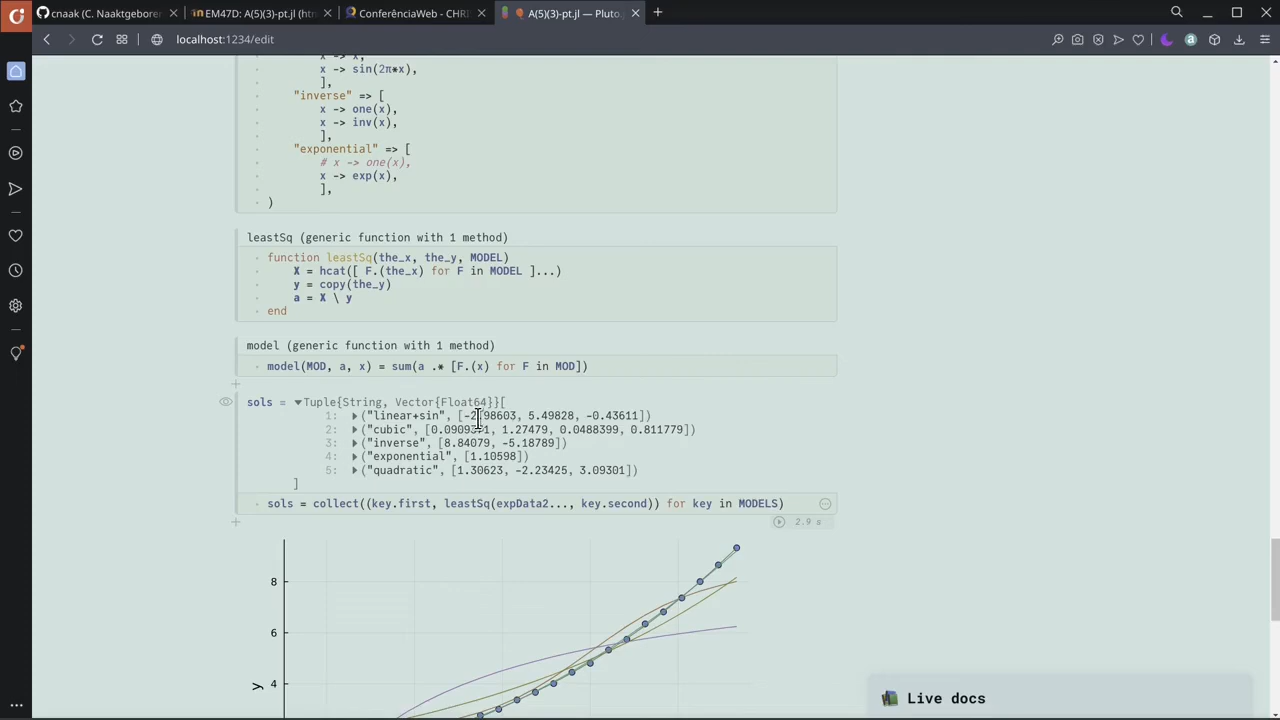 cnaak (C. Naaktgeboren
EM47D: A(5)(3)-pt.jl (htm
ConferênciaWeb - CHRI
A(5)(3)-pt.jl — Pluto.
localhost:1234/edit
x -> x,
x -> sin(2π*x),
],
"inverse" => [
x -> one(x),
x -> inv(x),
],
"exponential" => [
# x -> one(x),
x -> exp(x),
],
)
leastSq (generic function with 1 method)
function leastSq(the_x, the_y, MODEL)
X = hcat([ F.(the_x) for F in MODEL ]...)
y = copy(the_y)
a = X \ y
end
model (generic function with 1 method)
model(MOD, a, x) = sum(a .* [F.(x) for F in MOD])
sols = Tuple{String, Vector{Float64}}[
1: ("linear+sin", [-2.98603, 5.49828, -0.43611])
2: ("cubic", [ 1.27479, 0.0488399, 0.811779])
3: ("inverse", [8.84079, -5.18789])
4: ("exponential", [1.10598])
5: ("quadratic", [1.30623, -2.23425, 3.09301])
]
sols = collect((key.first, leastSq(expData2..., key.second)) for key in MODELS)
2.9 s
8
6
4
y
Live docs